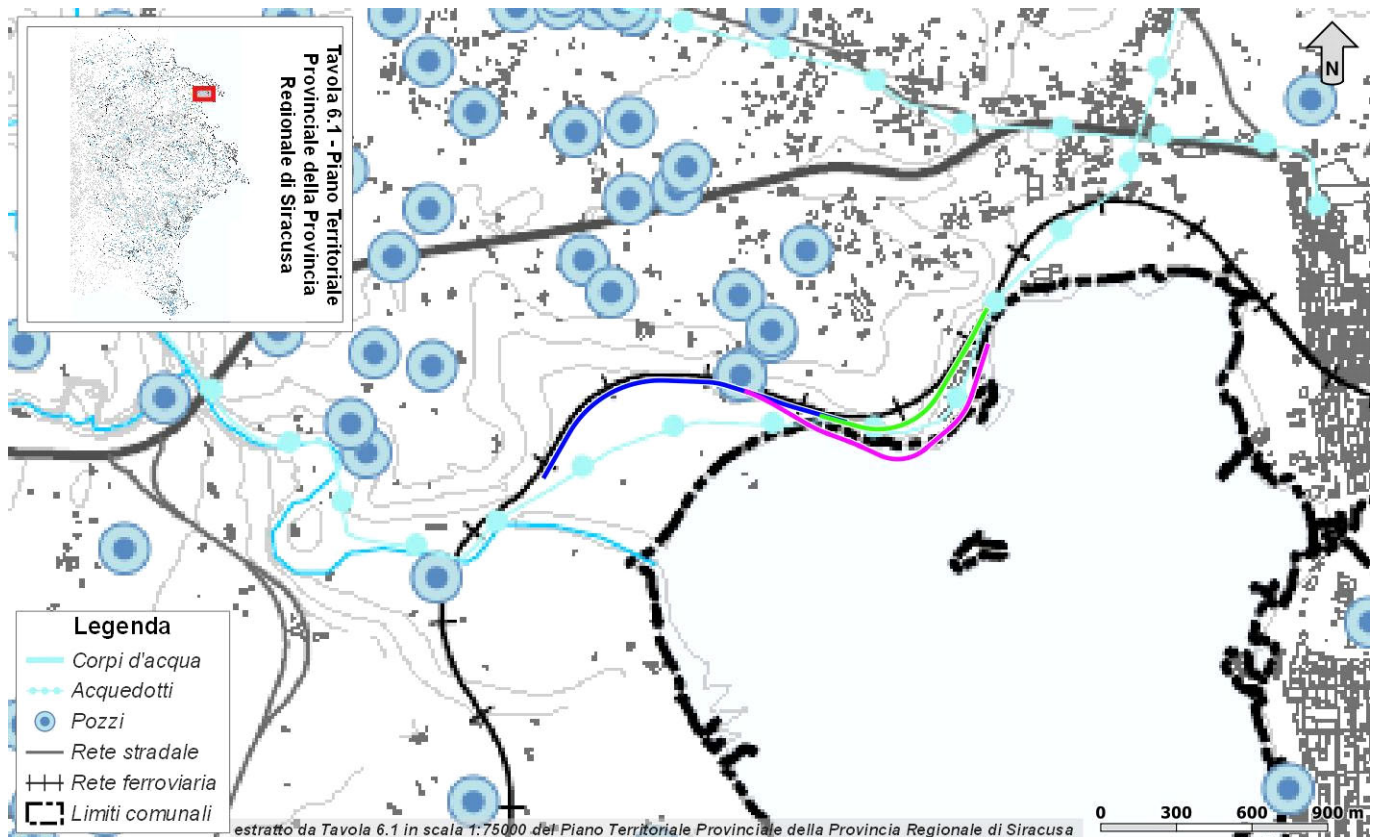 Tavola 6.1 - Piano Territoriale
Provinciale della Provincia
Regionale di Siracusa
N
Legenda
Corpi d'acqua
Acquedotti
Pozzi
Rete stradale
Rete ferroviaria
Limiti comunali
estratto da Tavola 6.1 in scala 1:75000 del Piano Territoriale Provinciale della Provincia Regionale di Siracusa
0 300 600 900 m